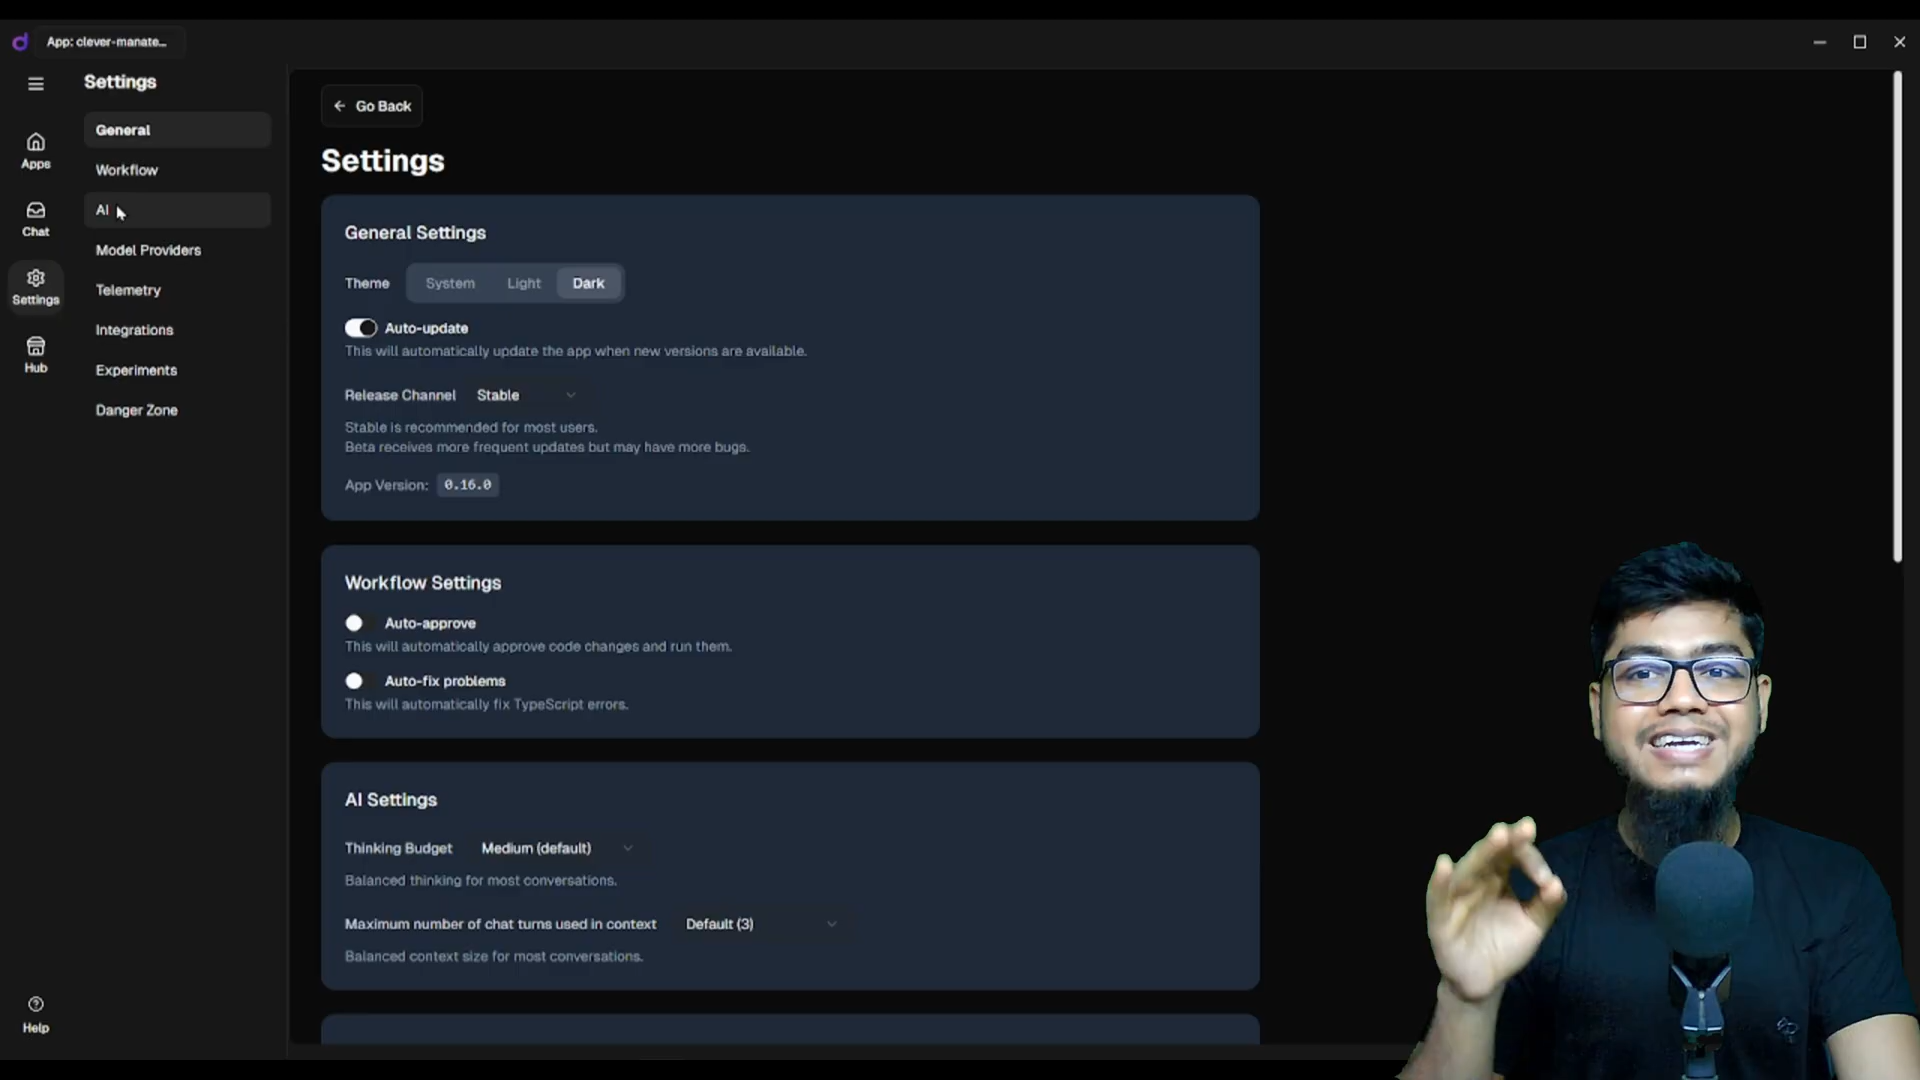 App: clever-manate...
Settings
General
Workflow
AI
Model Providers
Telemetry
Integrations
Experiments
Danger Zone
Apps
Chat
Settings
Hub
Help
Go Back
Settings
General Settings
Theme System Light Dark
Auto-update
This will automatically update the app when new versions are available.
Release Channel Stable
Stable is recommended for most users.
Beta receives more frequent updates but may have more bugs.
App Version: 0.16.0
Workflow Settings
Auto-approve
This will automatically approve code changes and run them.
Auto-fix problems
This will automatically fix TypeScript errors.
AI Settings
Thinking Budget Medium (default)
Balanced thinking for most conversations.
Maximum number of chat turns used in context Default (3)
Balanced context size for most conversations.